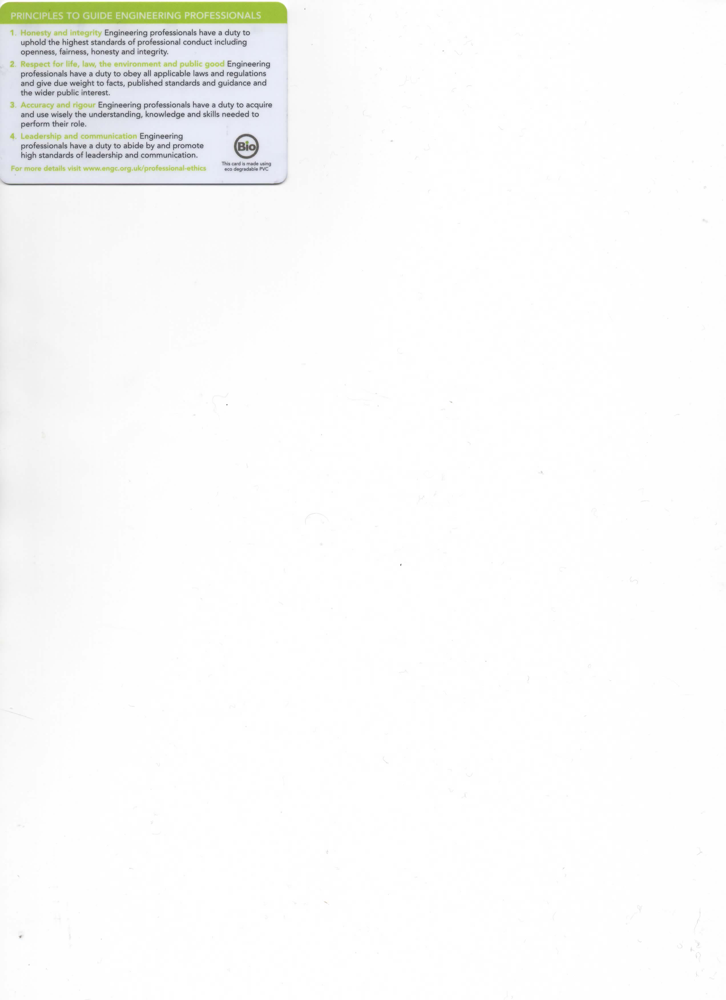 PRINCIPLES TO GUIDE ENGINEERING PROFESSIONALS
1. Honesty and integrity Engineering professionals have a duty to
uphold the highest standards of professional conduct including
openness, fairness, honesty and integrity.
2. Respect for life, law, the environment and public good Engineering
professionals have a duty to obey all applicable laws and regulations
and give due weight to facts, published standards and guidance and
the wider public interest.
3. Accuracy and rigour Engineering professionals have a duty to acquire
and use wisely the understanding, knowledge and skills needed to
perform their role.
4. Leadership and communication Engineering
professionals have a duty to abide by and promote
high standards of leadership and communication.
For more details visit www.engc.org.uk/professional-ethics
Bio
This card is made using
eco degradable PVC